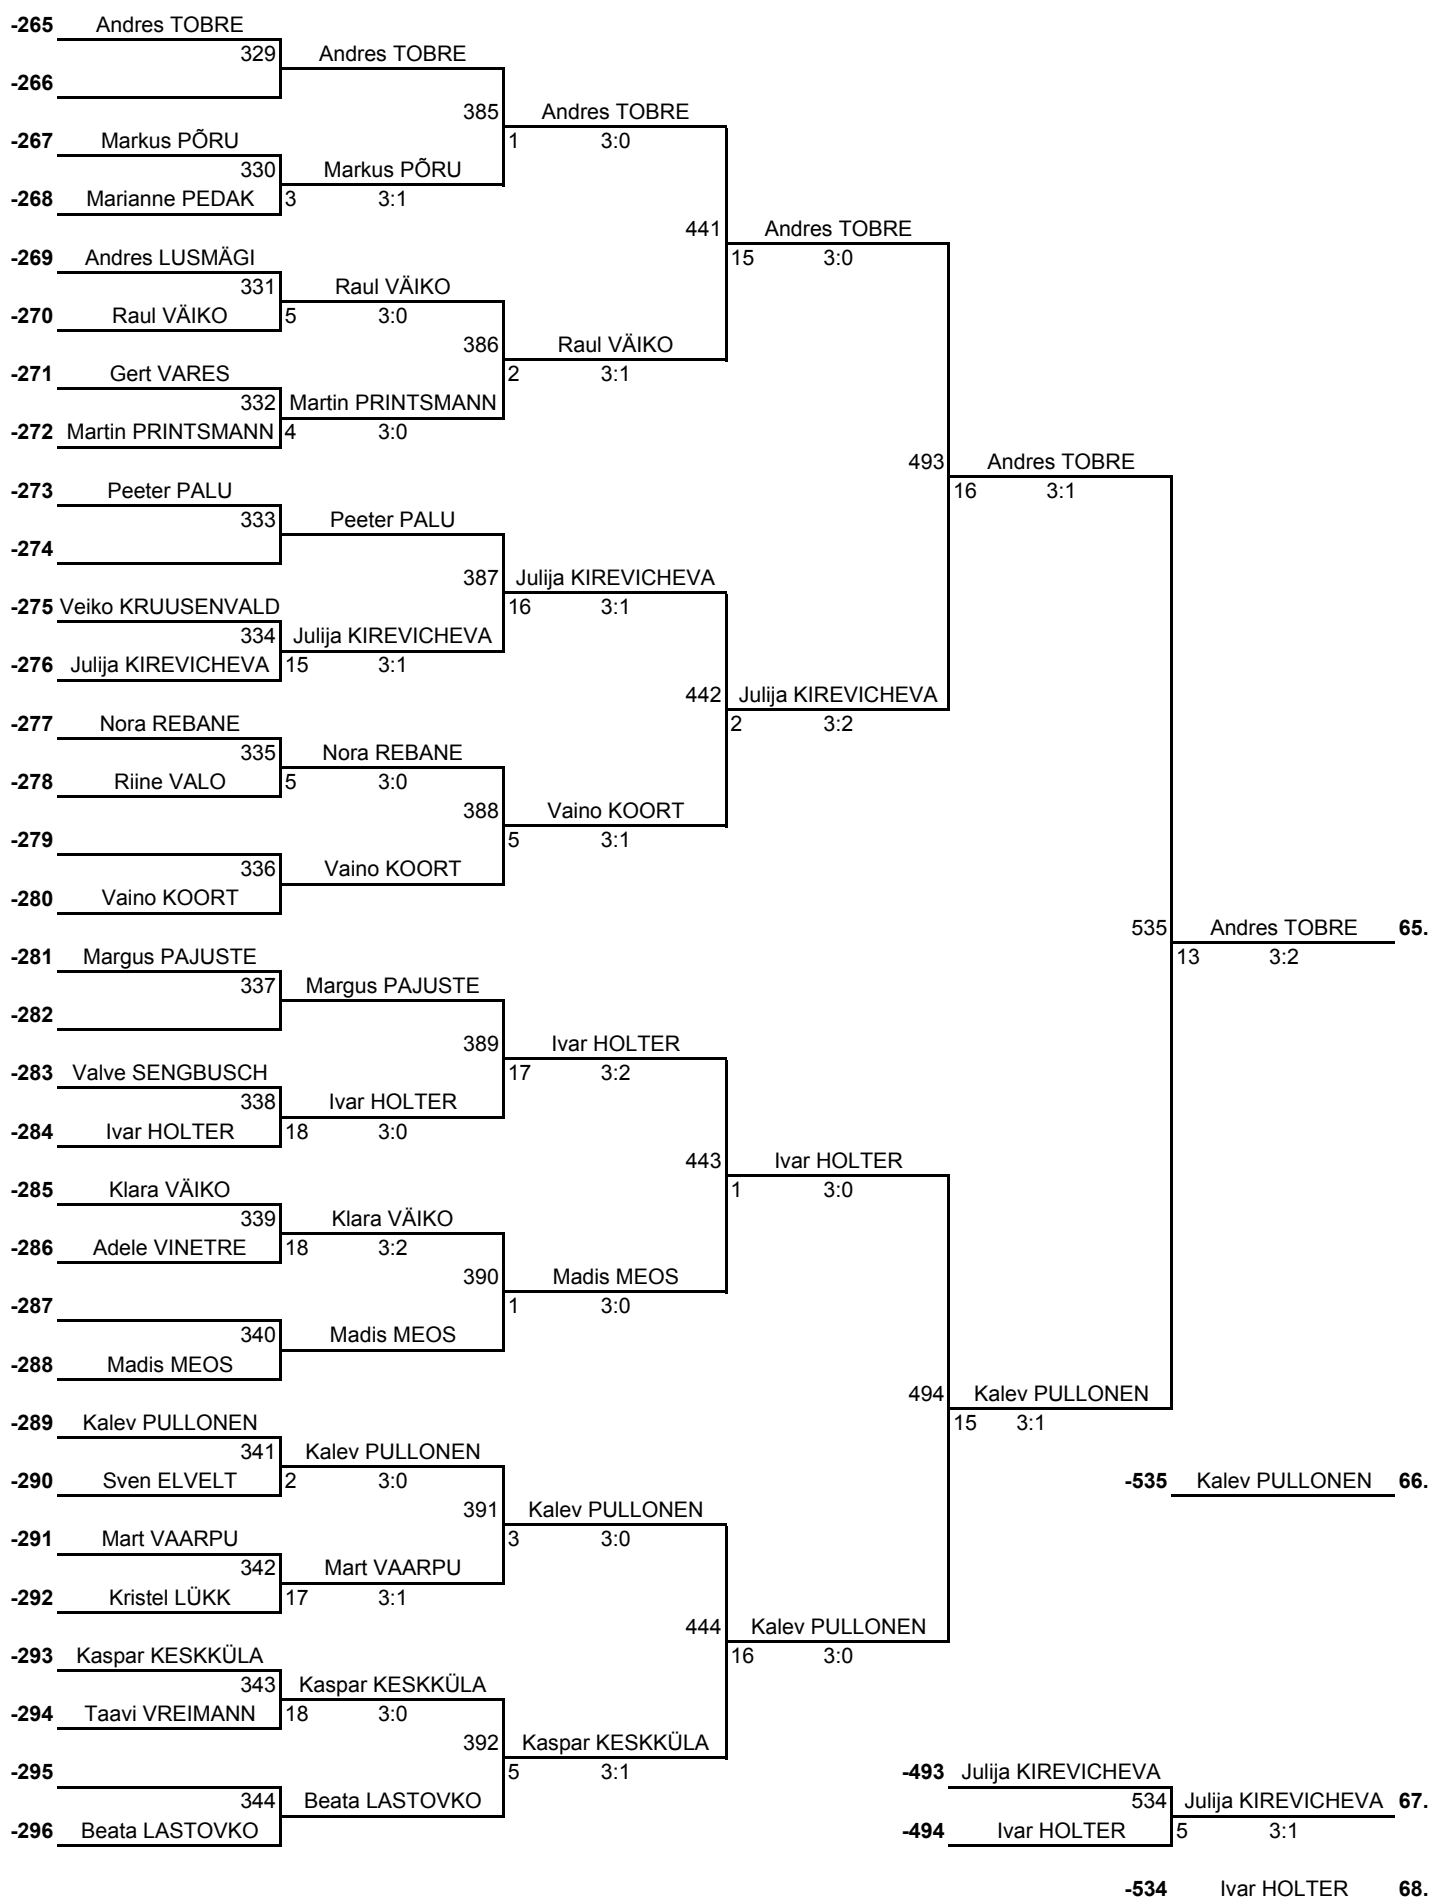 -265 Andres TOBRE
329 Andres TOBRE
-266
385 Andres TOBRE
-267 Markus PÕRU 1 3:0
330 Markus PÕRU
-268 Marianne PEDAK 3 3:1
441 Andres TOBRE
-269 Andres LUSMÄGI 15 3:0
331 Raul VÄIKO
-270 Raul VÄIKO 5 3:0
386 Raul VÄIKO
-271 Gert VARES 2 3:1
332 Martin PRINTSMANN
-272 Martin PRINTSMANN 4 3:0
493 Andres TOBRE
-273 Peeter PALU 16 3:1
333 Peeter PALU
-274
387 Julija KIREVICHEVA
-275 Veiko KRUUSENVALD 16 3:1
334 Julija KIREVICHEVA
-276 Julija KIREVICHEVA 15 3:1
442 Julija KIREVICHEVA
-277 Nora REBANE 2 3:2
335 Nora REBANE
-278 Riine VALO 5 3:0
388 Vaino KOORT
-279 5 3:1
336 Vaino KOORT
-280 Vaino KOORT
535 Andres TOBRE 65.
-281 Margus PAJUSTE 13 3:2
337 Margus PAJUSTE
-282
389 Ivar HOLTER
-283 Valve SENGBUSCH 17 3:2
338 Ivar HOLTER
-284 Ivar HOLTER 18 3:0
443 Ivar HOLTER
-285 Klara VÄIKO 1 3:0
339 Klara VÄIKO
-286 Adele VINETRE 18 3:2
390 Madis MEOS
-287 1 3:0
340 Madis MEOS
-288 Madis MEOS
494 Kalev PULLONEN
-289 Kalev PULLONEN 15 3:1
341 Kalev PULLONEN
-290 Sven ELVELT 2 3:0 -535 Kalev PULLONEN 66.
391 Kalev PULLONEN
-291 Mart VAARPU 3 3:0
342 Mart VAARPU
-292 Kristel LÜKK 17 3:1
444 Kalev PULLONEN
-293 Kaspar KESKKÜLA 16 3:0
343 Kaspar KESKKÜLA
-294 Taavi VREIMANN 18 3:0
392 Kaspar KESKKÜLA
-295 5 3:1 -493 Julija KIREVICHEVA
344 Beata LASTOVKO 534 Julija KIREVICHEVA 67.
-296 Beata LASTOVKO -494 Ivar HOLTER 5 3:1
-534 Ivar HOLTER 68.